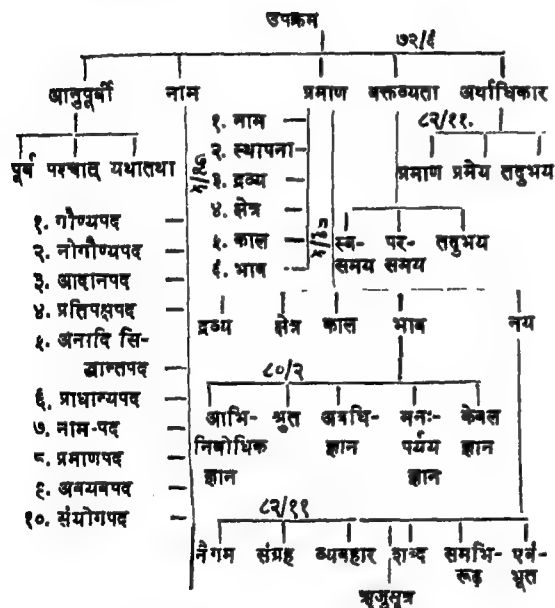 उपक्रम
७२/६
आनुपूर्वी नाम प्रमाण वक्तव्यता अर्थाधिकार
८२/११.
पूर्व पश्चात् यथातथा
प्रमाण प्रमेय तदुभय
१. नाम
२. स्थापना
३. द्रव्य
४. क्षेत्र
५. काल
६. भाव
स्व-समय पर-समय तदुभय
१. गौण्यपद
२. नोगौण्यपद
३. आदानपद
४. प्रतिपक्षपद
५. अनादि सि-
द्धान्तपद
६. प्राधान्यपद
७. नाम-पद
८. प्रमाणपद
९. अवयवपद
१०. संयोगपद
द्रव्य क्षेत्र काल भाव नय
८०/२
आभि- श्रुत अवधि- मनः- केवल
निबोधिक ज्ञान पर्यय ज्ञान
ज्ञान ज्ञान
८२/११
नैगम संग्रह व्यवहार शब्द समभि- एवं-
रूढ़ भूत
ऋजुसूत्र